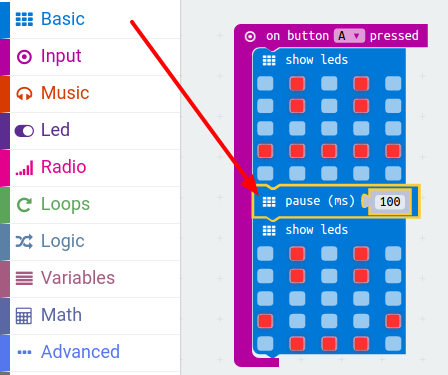 Basic
Input
Music
Led
Radio
Loops
Logic
Variables
Math
Advanced
on button A ▾ pressed
show leds
pause (ms) 100
show leds